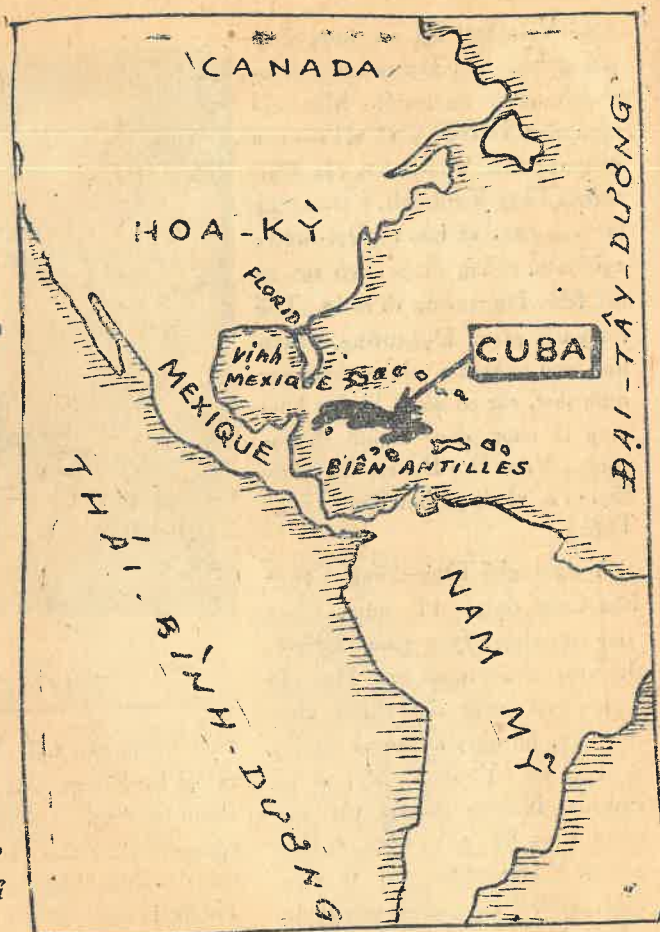 CANADA
HOA-KỲ
ĐẠI-TÂY-DƯƠNG
FLORID
Vịnh
MEXIQUE
CUBA
MEXIQUE
BIỂN ANTILLES
THÁI-BÌNH-DƯƠNG
NAM
MỸ